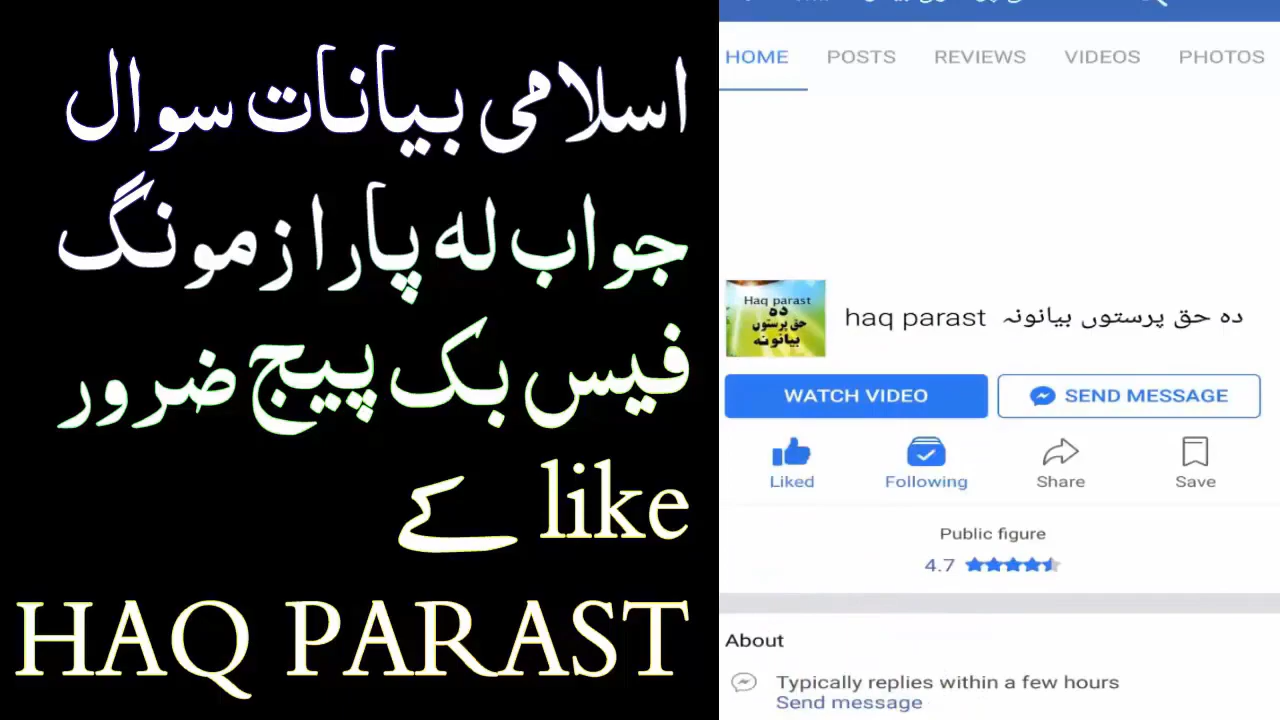 اسلامی بیانات سوال
جواب له پارا زمونگ
فیس بک پیج ضرور
like کے
HAQ PARAST
HOME POSTS REVIEWS VIDEOS PHOTOS
Haq parast
ده
حق پرستوں
بیانونه
haq parast ده حق پرستوں بیانونہ
WATCH VIDEO SEND MESSAGE
Liked Following Share Save
Public figure
4.7
About
Typically replies within a few hours
Send message